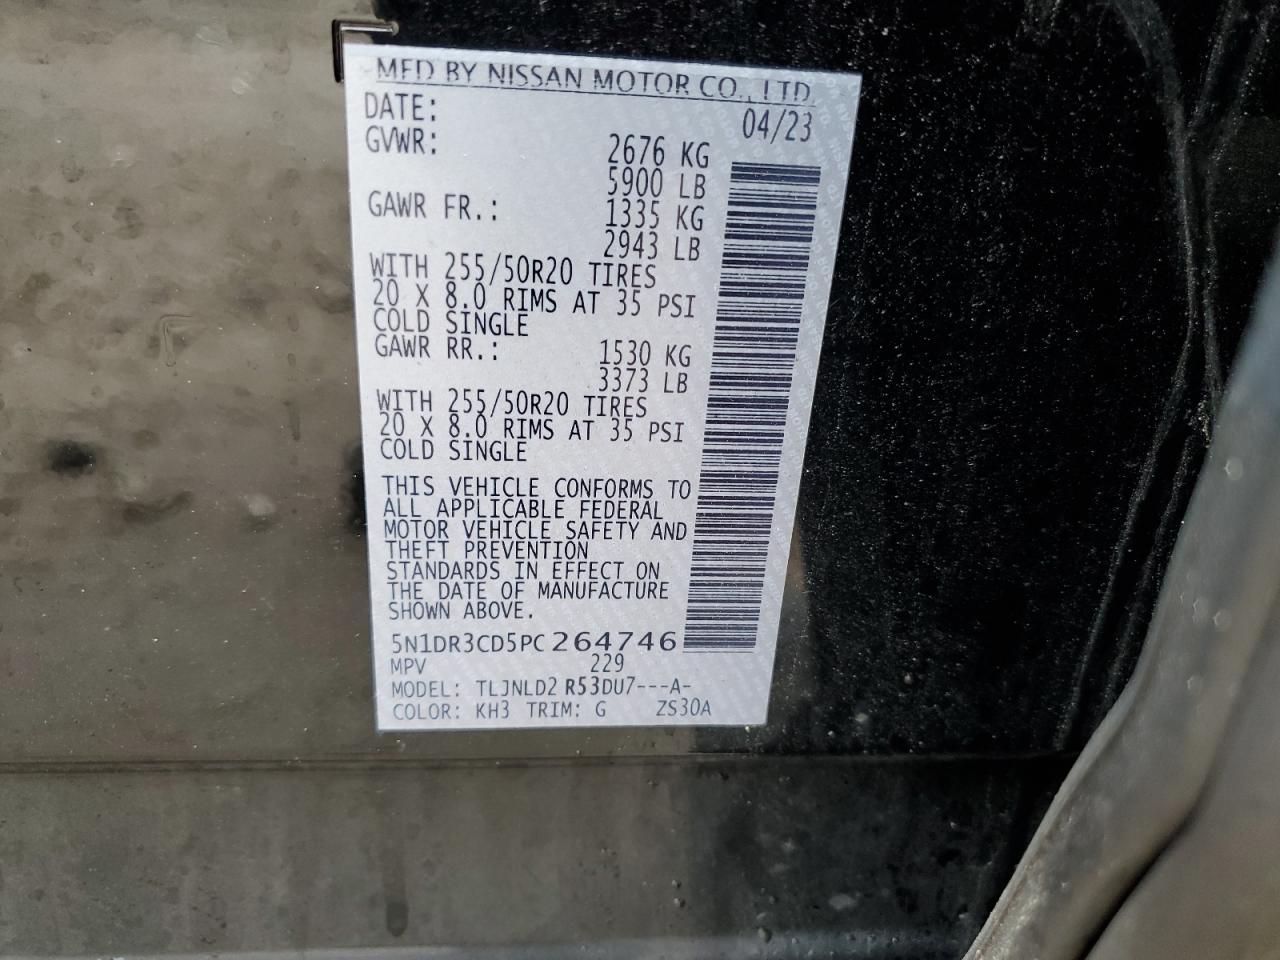 MFD BY NISSAN MOTOR CO., LTD.
DATE: 04/23
GVWR: 2676 KG
5900 LB
GAWR FR.: 1335 KG
2943 LB
WITH 255/50R20 TIRES
20 X 8.0 RIMS AT 35 PSI
COLD SINGLE
GAWR RR.: 1530 KG
3373 LB
WITH 255/50R20 TIRES
20 X 8.0 RIMS AT 35 PSI
COLD SINGLE
THIS VEHICLE CONFORMS TO
ALL APPLICABLE FEDERAL
MOTOR VEHICLE SAFETY AND
THEFT PREVENTION
STANDARDS IN EFFECT ON
THE DATE OF MANUFACTURE
SHOWN ABOVE.
5N1DR3CD5PC264746
MPV 229
MODEL: TLJNLD2 R53DU7---A-
COLOR: KH3 TRIM: G ZS30A